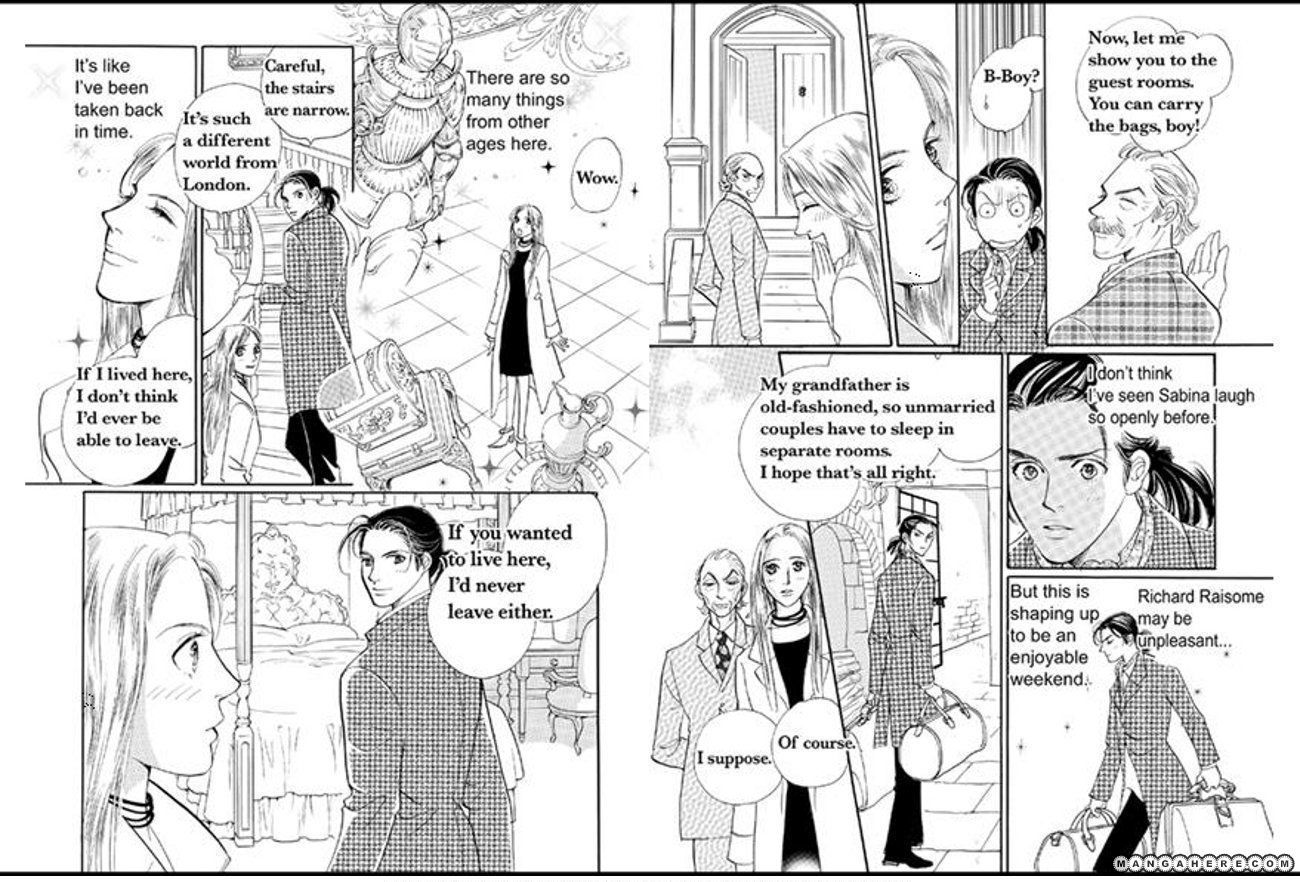 Now, let me
show you to the
guest rooms.
You can carry
the bags, boy!
B-Boy?
I don't think
I've seen Sabina laugh
so openly before.
Richard Raisome
may be
unpleasant...
But this is
shaping up
to be an
enjoyable
weekend.
My grandfather is
old-fashioned, so unmarried
couples have to sleep in
separate rooms.
I hope that's all right.
Of course.
I suppose.
Wow.
There are so
many things
from other
ages here.
Careful,
the stairs
are narrow.
It's such
a different
world from
London.
It's like
I've been
taken back
in time.
If I lived here,
I don't think
I'd ever be
able to leave.
If you wanted
to live here,
I'd never
leave either.
MANGAHERE.COM